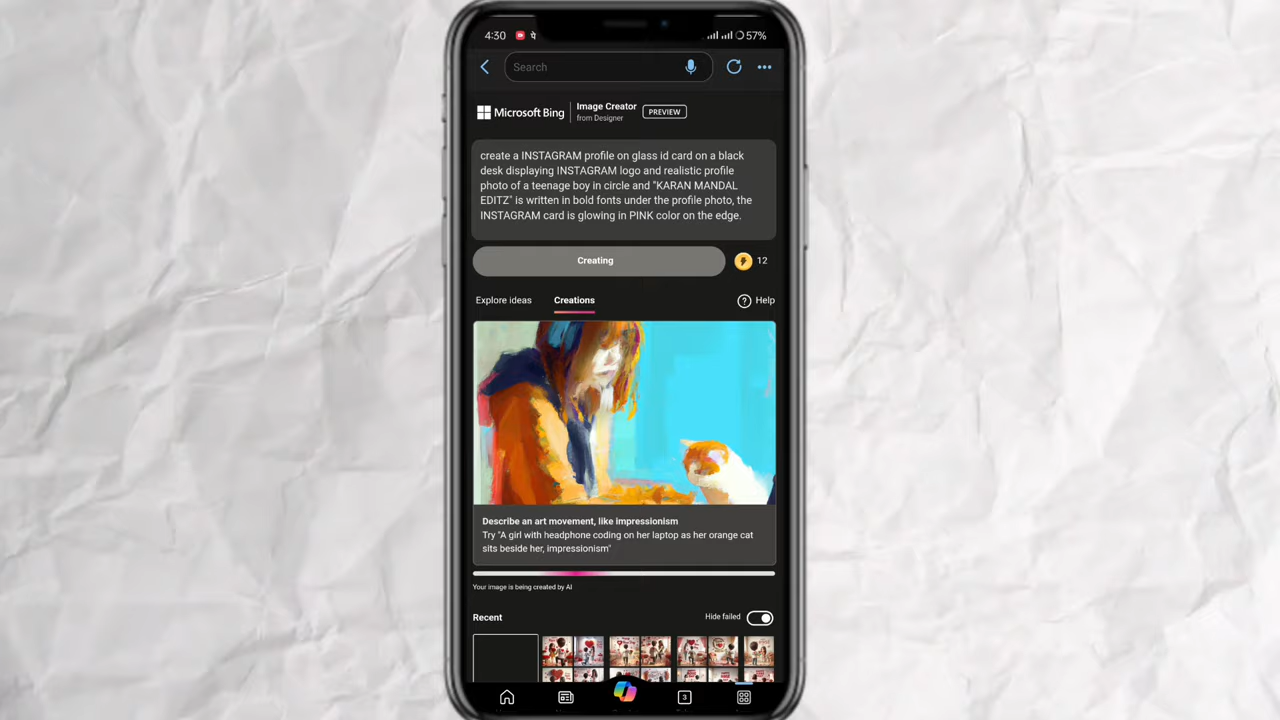 4:30
57%
Search
Microsoft Bing
Image Creator
from Designer
PREVIEW
create a INSTAGRAM profile on glass id card on a black
desk displaying INSTAGRAM logo and realistic profile
photo of a teenage boy in circle and "KARAN MANDAL
EDITZ" is written in bold fonts under the profile photo, the
INSTAGRAM card is glowing in PINK color on the edge.
Creating
12
Explore ideas
Creations
? Help
Describe an art movement, like impressionism
Try "A girl with headphone coding on her laptop as her orange cat
sits beside her, impressionism"
Your image is being created by AI
Recent
Hide failed
3